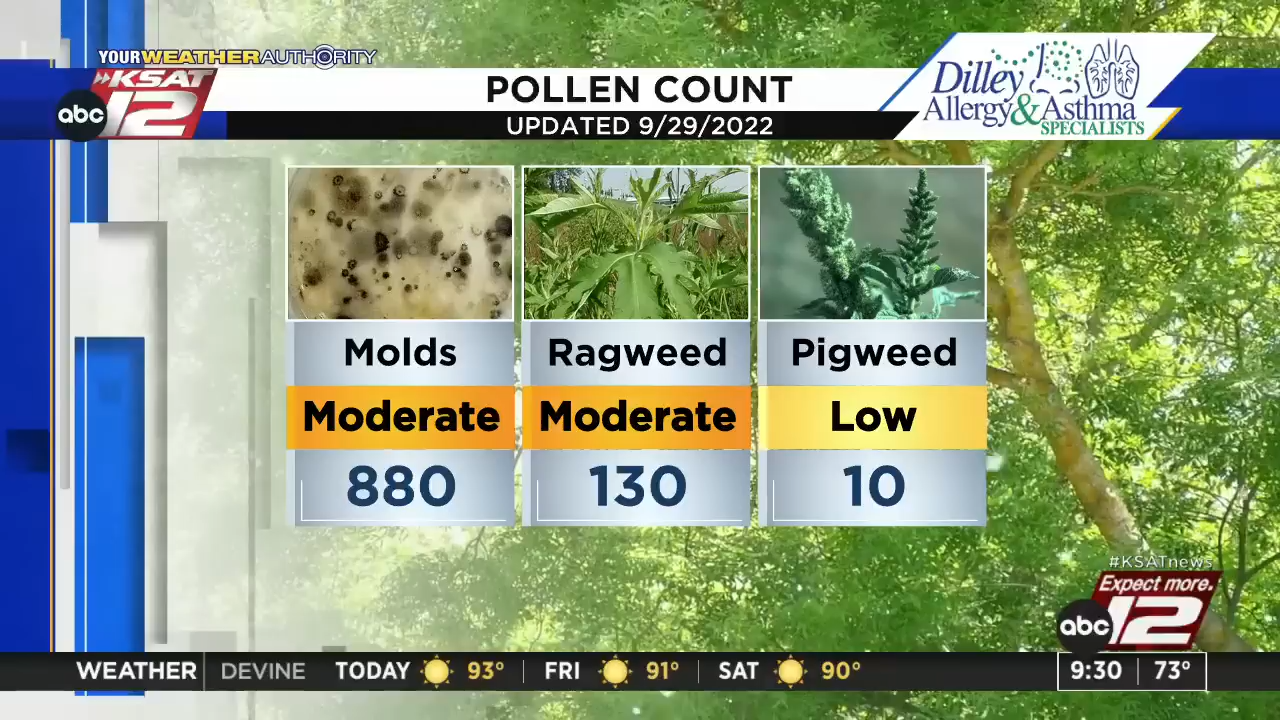 YOUR WEATHER AUTHORITY
KSAT
abc 12
POLLEN COUNT
UPDATED 9/29/2022
Dilley
Allergy&Asthma
SPECIALISTS
Molds Ragweed Pigweed
Moderate Moderate Low
880 130 10
#KSATnews
Expect more.
abc 12
WEATHER DEVINE TODAY 93° FRI 91° SAT 90° 9:30 73°